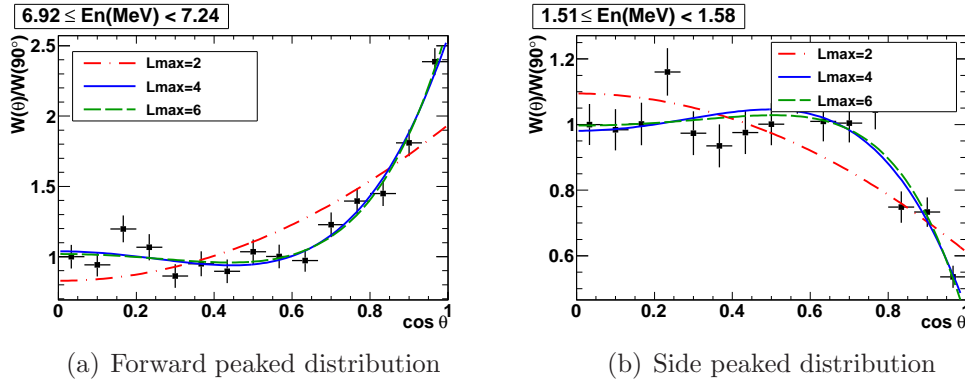 6.92 ≤ En(MeV) < 7.24
W(θ)/W(90°)
2.5
2
1.5
1
Lmax=2
Lmax=4
Lmax=6
0
0.2
0.4
0.6
0.8
1
cos θ
(a) Forward peaked distribution
1.51 ≤ En(MeV) < 1.58
W(θ)/W(90°)
1.2
1
0.8
0.6
Lmax=2
Lmax=4
Lmax=6
0
0.2
0.4
0.6
0.8
1
cos θ
(b) Side peaked distribution